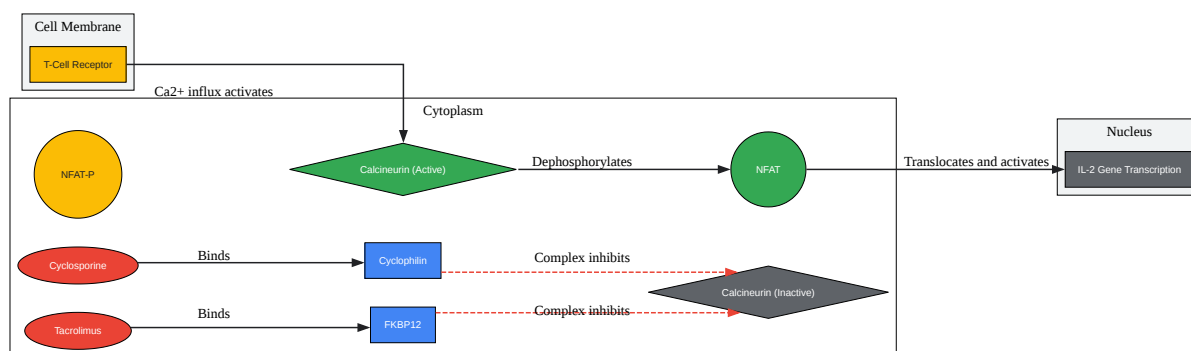 Cell Membrane
T-Cell Receptor
Ca2+ influx activates
Cytoplasm
Nucleus
NFAT-P
Calcineurin (Active)
Dephosphorylates
NFAT
Translocates and activates
IL-2 Gene Transcription
Cyclosporine
Binds
Cyclophilin
Complex inhibits
Calcineurin (Inactive)
Tacrolimus
Binds
FKBP12
Complex inhibits